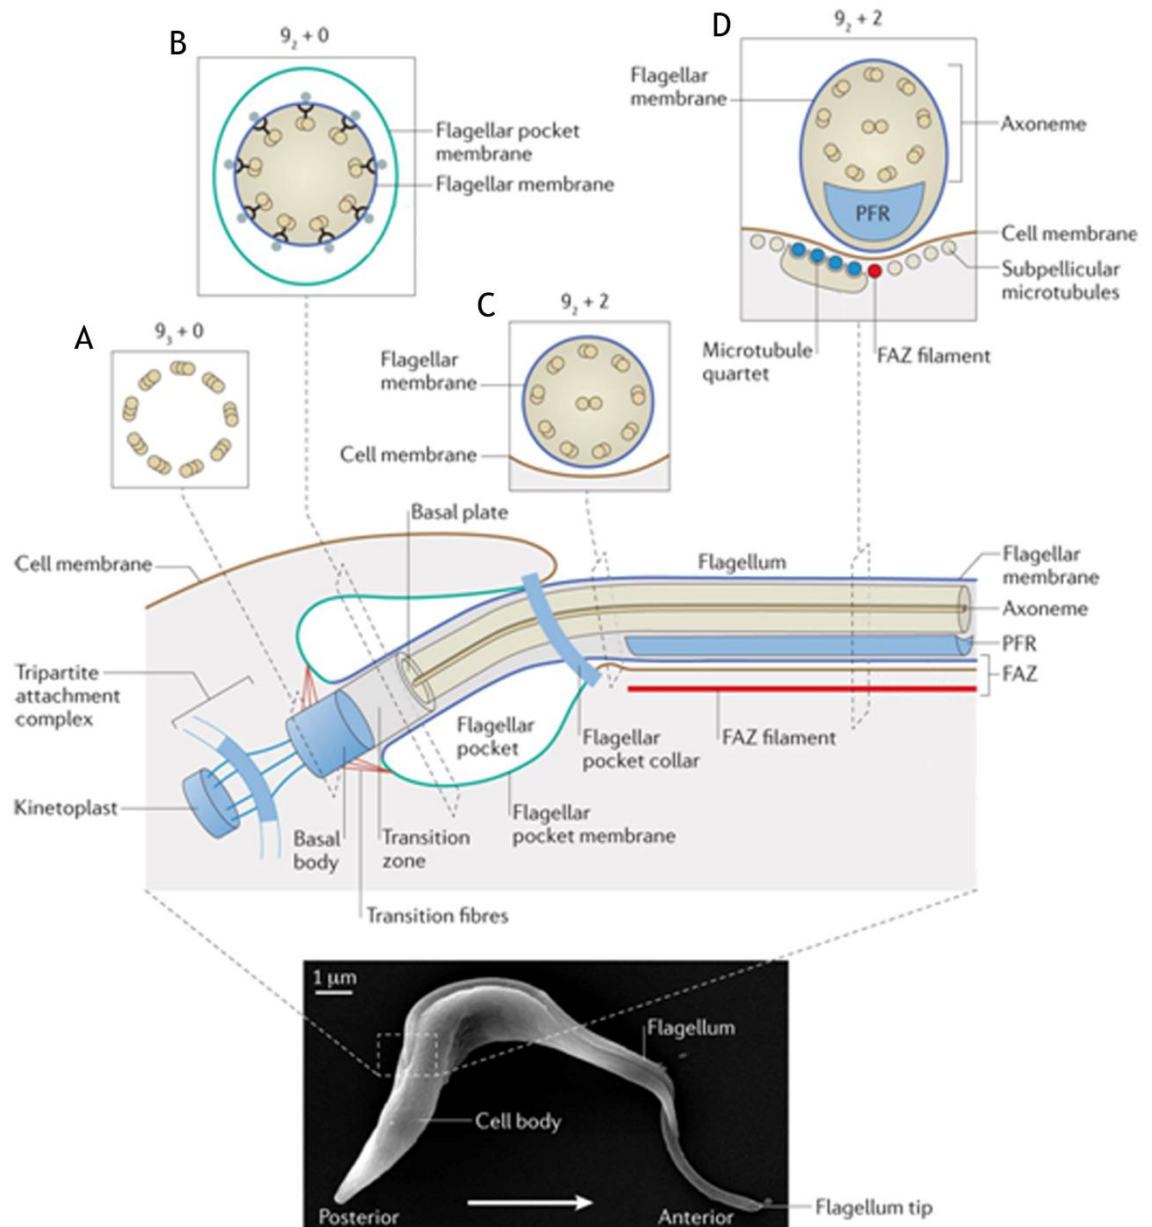 B
9₂ + 0
Flagellar pocket
membrane
Flagellar membrane
D
9₂ + 2
Flagellar
membrane
Axoneme
PFR
Cell membrane
Subpellicular
microtubules
Microtubule
quartet
FAZ filament
A
9₃ + 0
C
9₂ + 2
Flagellar
membrane
Cell membrane
Basal plate
Cell membrane
Flagellum
Flagellar
membrane
Axoneme
PFR
FAZ
Tripartite
attachment
complex
Flagellar
pocket
Flagellar
pocket collar
FAZ filament
Kinetoplast
Basal
body
Transition
zone
Flagellar
pocket membrane
Transition fibres
1 μm
Flagellum
Cell body
Posterior
Anterior
Flagellum tip